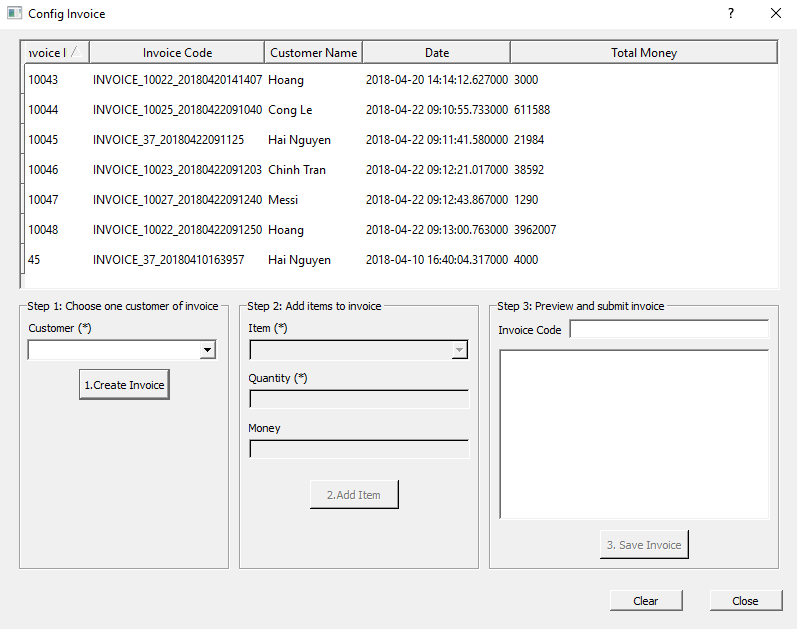 Config Invoice ?
Invoice Code Customer Name Date Total Money
10043 INVOICE_10022_20180420141407 Hoang 2018-04-20 14:14:12.627000 3000
10044 INVOICE_10025_20180422091040 Cong Le 2018-04-22 09:10:55.733000 611588
10045 INVOICE_37_20180422091125 Hai Nguyen 2018-04-22 09:11:41.580000 21984
10046 INVOICE_10023_20180422091203 Chinh Tran 2018-04-22 09:12:21.017000 38592
10047 INVOICE_10027_20180422091240 Messi 2018-04-22 09:12:43.867000 1290
10048 INVOICE_10022_20180422091250 Hoang 2018-04-22 09:13:00.763000 3962007
45 INVOICE_37_20180410163957 Hai Nguyen 2018-04-10 16:40:04.317000 4000
Step 1: Choose one customer of invoice
Customer (*)
1.Create Invoice
Step 2: Add items to invoice
Item (*)
Quantity (*)
Money
2.Add Item
Step 3: Preview and submit invoice
Invoice Code
3. Save Invoice
Clear Close